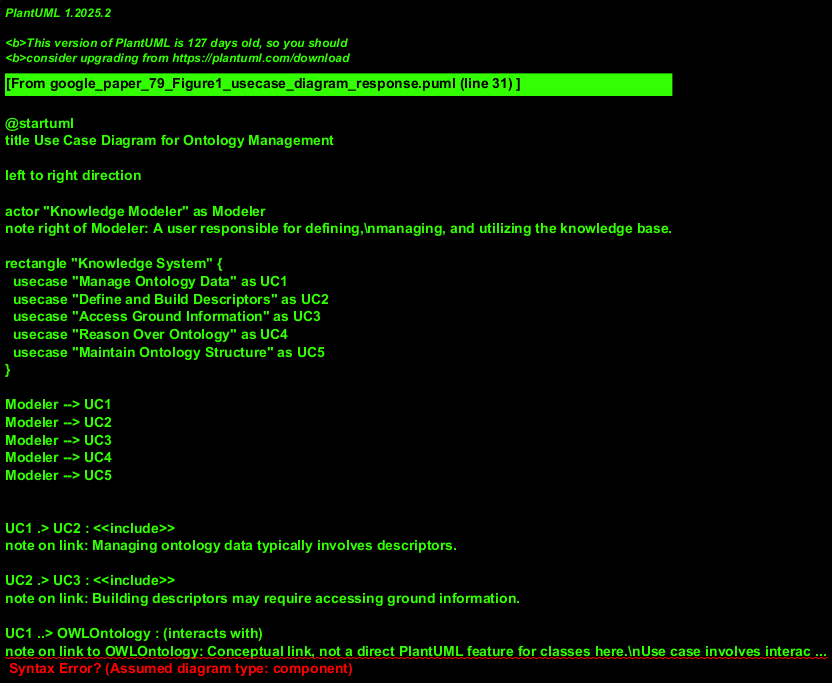 PlantUML 1.2025.2
<b>This version of PlantUML is 127 days old, so you should
<b>consider upgrading from https://plantuml.com/download
[From google_paper_79_Figure1_usecase_diagram_response.puml (line 31) ]
@startuml
title Use Case Diagram for Ontology Management
left to right direction
actor "Knowledge Modeler" as Modeler
note right of Modeler: A user responsible for defining,\nmanaging, and utilizing the knowledge base.
rectangle "Knowledge System" {
  usecase "Manage Ontology Data" as UC1
  usecase "Define and Build Descriptors" as UC2
  usecase "Access Ground Information" as UC3
  usecase "Reason Over Ontology" as UC4
  usecase "Maintain Ontology Structure" as UC5
}
Modeler --> UC1
Modeler --> UC2
Modeler --> UC3
Modeler --> UC4
Modeler --> UC5
UC1 .> UC2 : <<include>>
note on link: Managing ontology data typically involves descriptors.
UC2 .> UC3 : <<include>>
note on link: Building descriptors may require accessing ground information.
UC1 ..> OWLOntology : (interacts with)
note on link to OWLOntology: Conceptual link, not a direct PlantUML feature for classes here.\nUse case involves interac ...
Syntax Error? (Assumed diagram type: component)